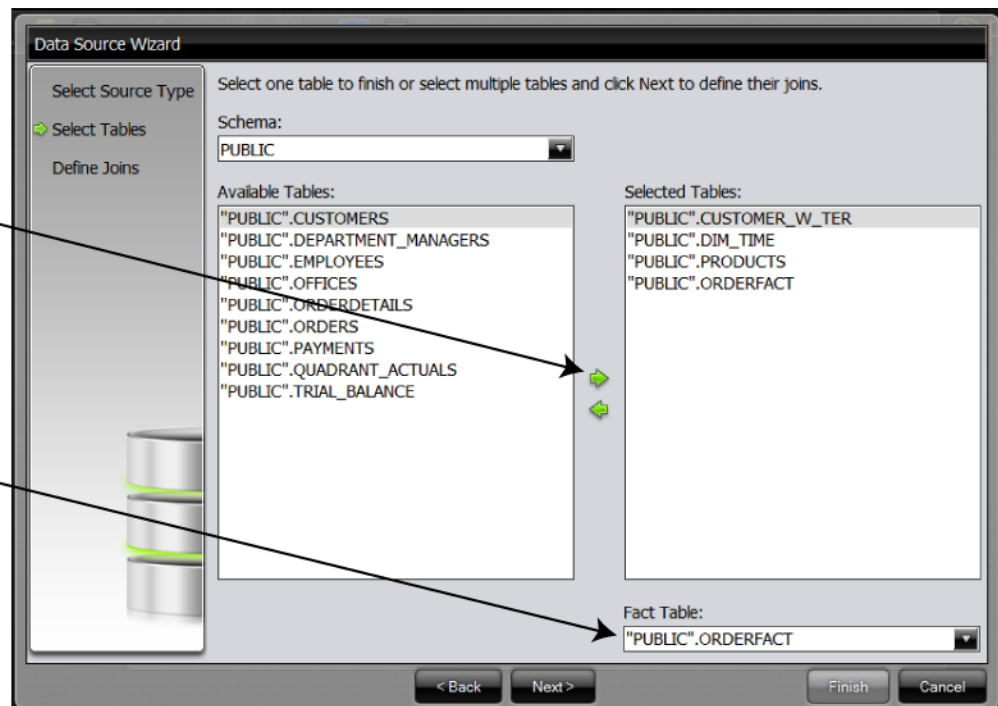 Data Source Wizard
Select Source Type
Select Tables
Define Joins
Select one table to finish or select multiple tables and click Next to define their joins.
Schema:
PUBLIC
Available Tables:
"PUBLIC".CUSTOMERS
"PUBLIC".DEPARTMENT_MANAGERS
"PUBLIC".EMPLOYEES
"PUBLIC".OFFICES
"PUBLIC".ORDERDETAILS
"PUBLIC".ORDERS
"PUBLIC".PAYMENTS
"PUBLIC".QUADRANT_ACTUALS
"PUBLIC".TRIAL_BALANCE
Selected Tables:
"PUBLIC".CUSTOMER_W_TER
"PUBLIC".DIM_TIME
"PUBLIC".PRODUCTS
"PUBLIC".ORDERFACT
Fact Table:
"PUBLIC".ORDERFACT
< Back
Next >
Finish
Cancel